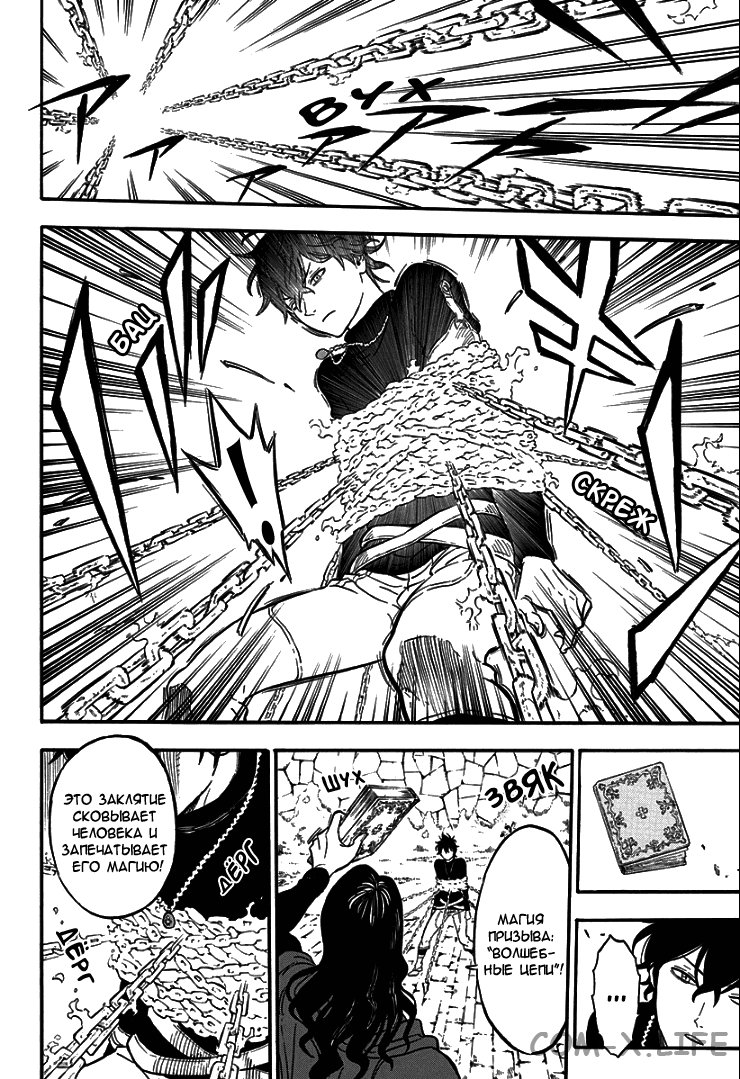 ВУХ
БАЦ
!
СКРЕЖ
ЗВЯК
ШУХ
МАГИЯ
ПРИЗЫВА:
"ВОЛШЕБ-
НЫЕ ЦЕПИ"!
...
ЭТО ЗАКЛЯТИЕ
СКОВЫВАЕТ
ЧЕЛОВЕКА И
ЗАПЕЧАТЫВАЕТ
ЕГО МАГИЮ!
ДЁРГ
ДЁРГ.
COM-X.LIFE